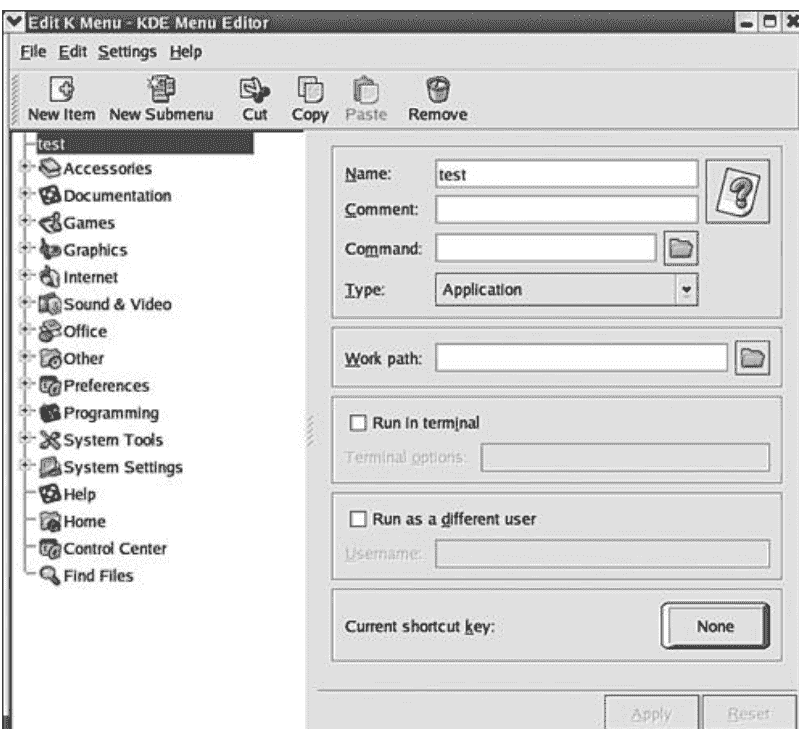 Edit K Menu - KDE Menu Editor
File Edit Settings Help
New Item New Submenu Cut Copy Paste Remove
test
Accessories
Documentation
Games
Graphics
Internet
Sound & Video
Office
Other
Preferences
Programming
System Tools
System Settings
Help
Home
Control Center
Find Files
Name: test
Comment:
Command:
Type: Application
Work path:
Run in terminal
Terminal options:
Run as a different user
Username:
Current shortcut key: None
Apply Reset